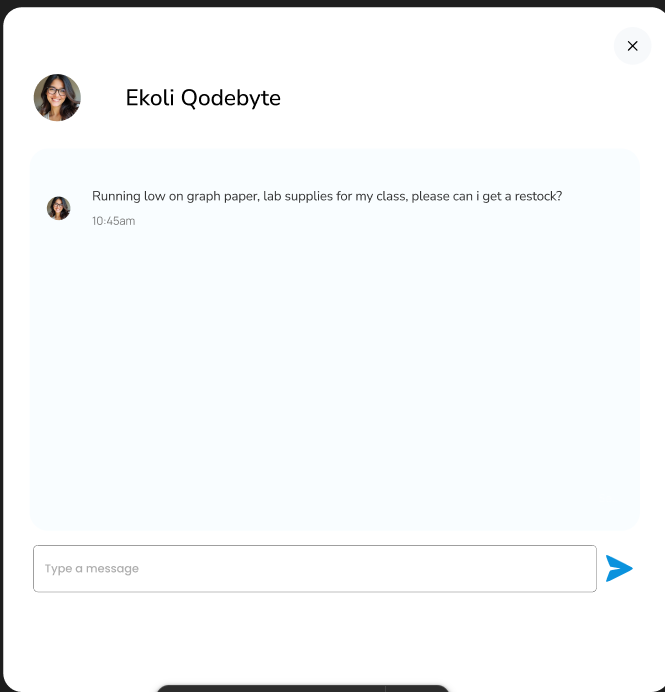 Ekoli Qodebyte
Running low on graph paper, lab supplies for my class, please can i get a restock?
10:45am
Type a message